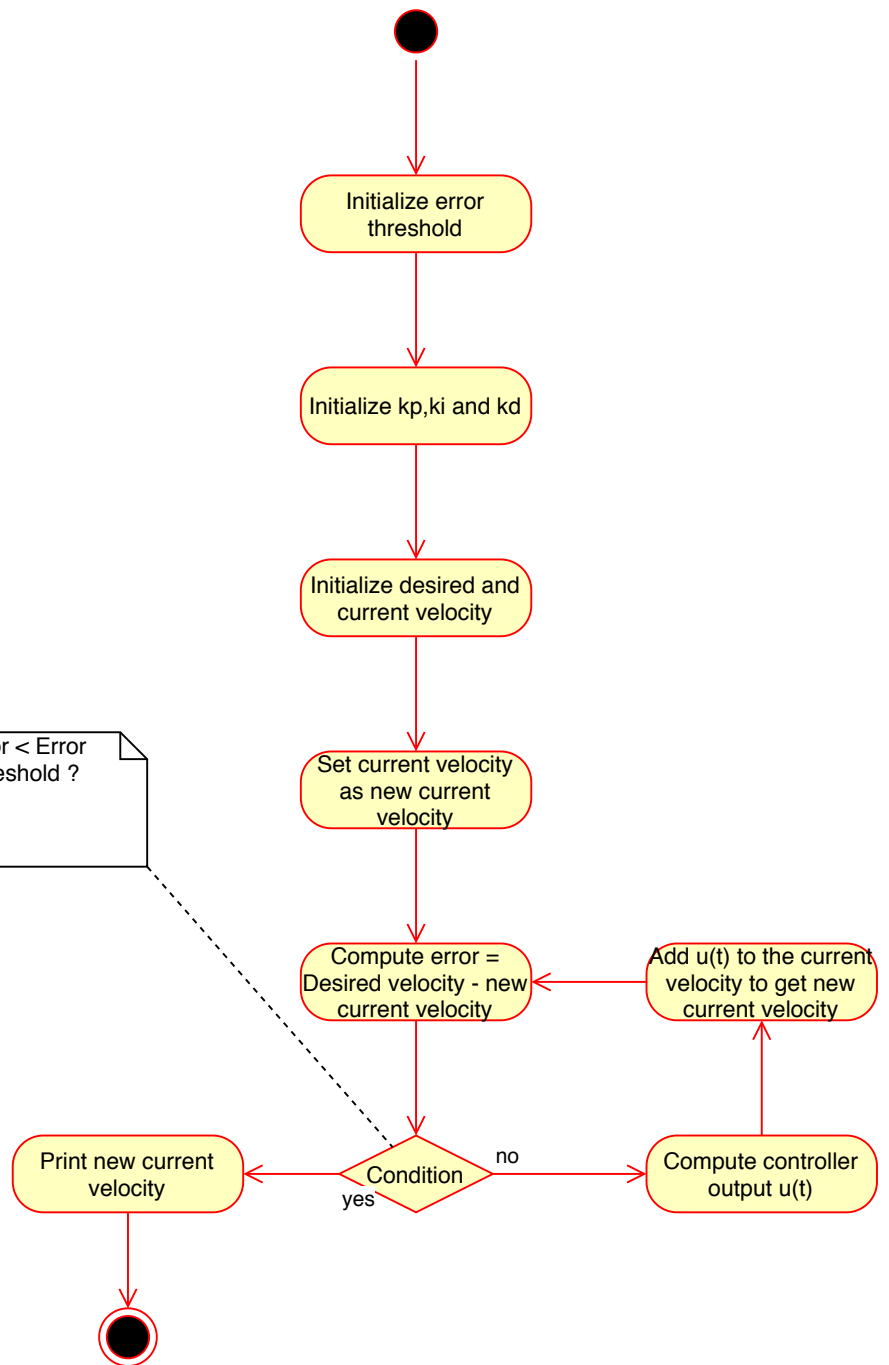 Initialize error
threshold
Initialize kp,ki and kd
Initialize desired and
current velocity
< Error
?
Set current velocity
as new current
velocity
Compute error =
Desired velocity - new
current velocity
Add u(t) to the current
velocity to get new
current velocity
Print new current
velocity
yes
Condition
no
Compute controller
output u(t)